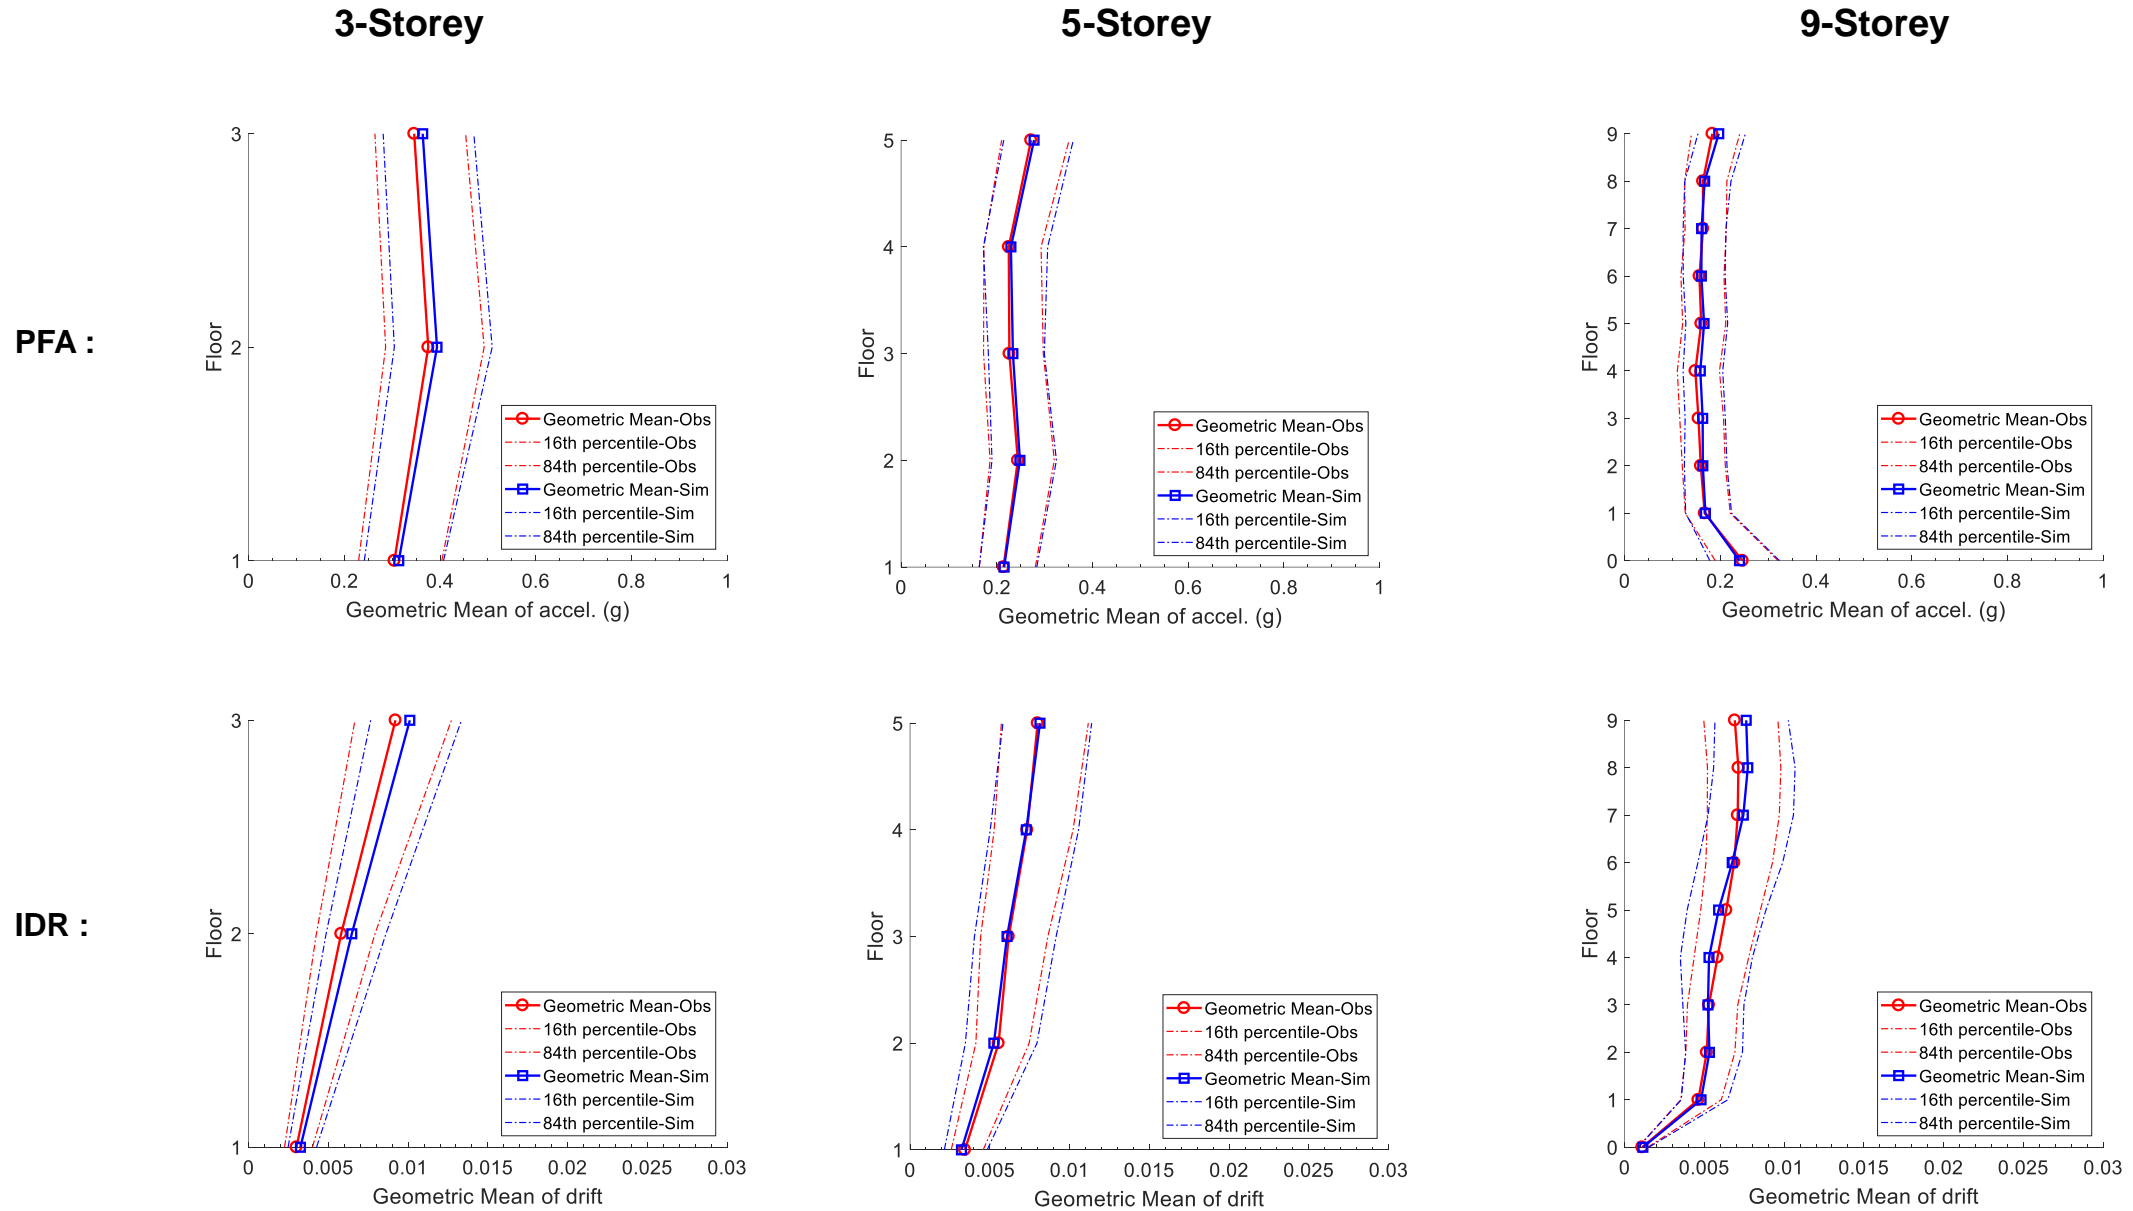 3-Storey
5-Storey
9-Storey
PFA :
Floor
3
2
1
0
0.2
0.4
0.6
0.8
1
Geometric Mean of accel. (g)
Geometric Mean-Obs
16th percentile-Obs
84th percentile-Obs
Geometric Mean-Sim
16th percentile-Sim
84th percentile-Sim
Floor
5
4
3
2
1
0
0.2
0.4
0.6
0.8
1
Geometric Mean of accel. (g)
Geometric Mean-Obs
16th percentile-Obs
84th percentile-Obs
Geometric Mean-Sim
16th percentile-Sim
84th percentile-Sim
Floor
9
8
7
6
5
4
3
2
1
0
0
0.2
0.4
0.6
0.8
1
Geometric Mean of accel. (g)
Geometric Mean-Obs
16th percentile-Obs
84th percentile-Obs
Geometric Mean-Sim
16th percentile-Sim
84th percentile-Sim
IDR :
Floor
3
2
1
0
0.005
0.01
0.015
0.02
0.025
0.03
Geometric Mean of drift
Geometric Mean-Obs
16th percentile-Obs
84th percentile-Obs
Geometric Mean-Sim
16th percentile-Sim
84th percentile-Sim
Floor
5
4
3
2
1
0
0.005
0.01
0.015
0.02
0.025
0.03
Geometric Mean of drift
Geometric Mean-Obs
16th percentile-Obs
84th percentile-Obs
Geometric Mean-Sim
16th percentile-Sim
84th percentile-Sim
Floor
9
8
7
6
5
4
3
2
1
0
0
0.005
0.01
0.015
0.02
0.025
0.03
Geometric Mean of drift
Geometric Mean-Obs
16th percentile-Obs
84th percentile-Obs
Geometric Mean-Sim
16th percentile-Sim
84th percentile-Sim